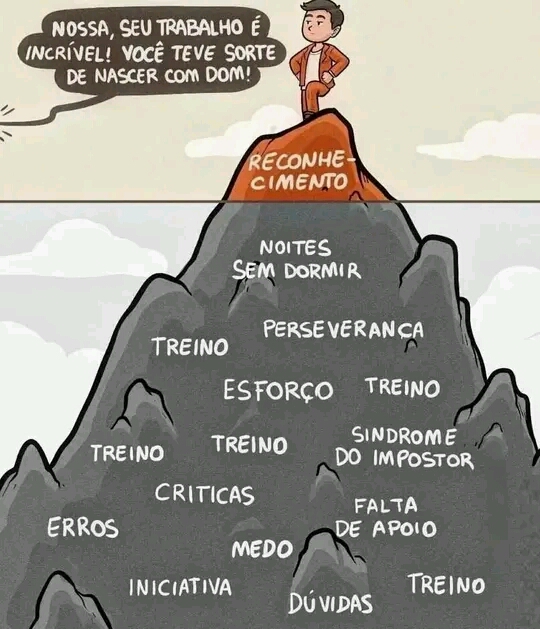 NOSSA, SEU TRABALHO É
INCRÍVEL! VOCÊ TEVE SORTE
DE NASCER COM DOM!
RECONHE-
CIMENTO
NOITES
SEM DORMIR
PERSEVERANÇA
TREINO
ESFORÇO
TREINO
TREINO
TREINO
SINDROME
DO IMPOSTOR
CRITICAS
FALTA
DE APOIO
ERROS
MEDO
INICIATIVA
DÚVIDAS
TREINO